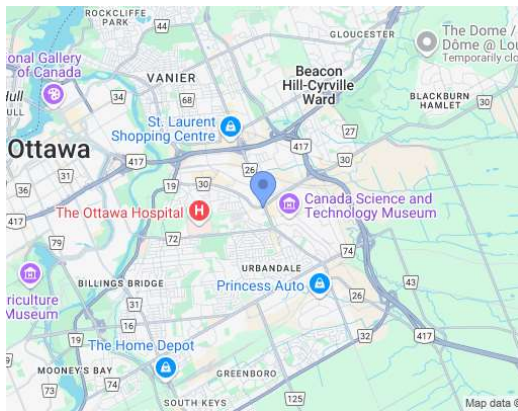 ROCKCLIFFE
PARK
44
GLOUCESTER
The Dome /
Dôme @ Lou
Temporarily clo
onal Gallery
of Canada
VANIER
Beacon
Hill-Cyrville
Ward
Hull
HULL
34
68
BLACKBURN
HAMLET
30
St. Laurent
Shopping Centre
27
Ottawa
417
26
417
30
36
31
19
30
Canada Science and
Technology Museum
The Ottawa Hospital
H
417
79
72
74
URBANDALE
BILLINGS BRIDGE
Princess Auto
43
riculture
Museum
31
26
16
19
The Home Depot
32
417
MOONEY'S BAY
GREENBORO
74
73
SOUTH KEYS
125
Map data ©